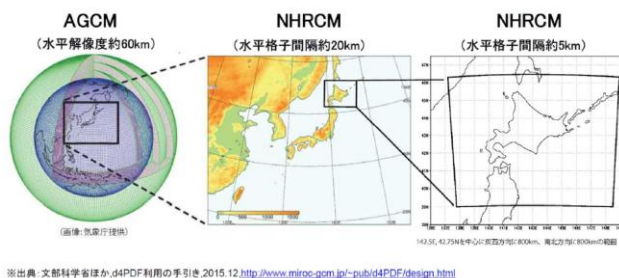 AGCM
(水平解像度約60km)
NHRCM
(水平格子間隔約20km)
NHRCM
(水平格子間隔約5km)
(画像:気象庁提供)
142.5E, 42.75Nを中心に東西方向に800km、南北方向に800kmの範囲
※出典:文部科学省ほか,d4PDF利用の手引き,2015.12,http://www.miroc-gcm.jp/~pub/d4PDF/design.html